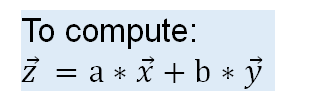 To compute:
z⃗ = a ∗ x⃗ + b ∗ y⃗